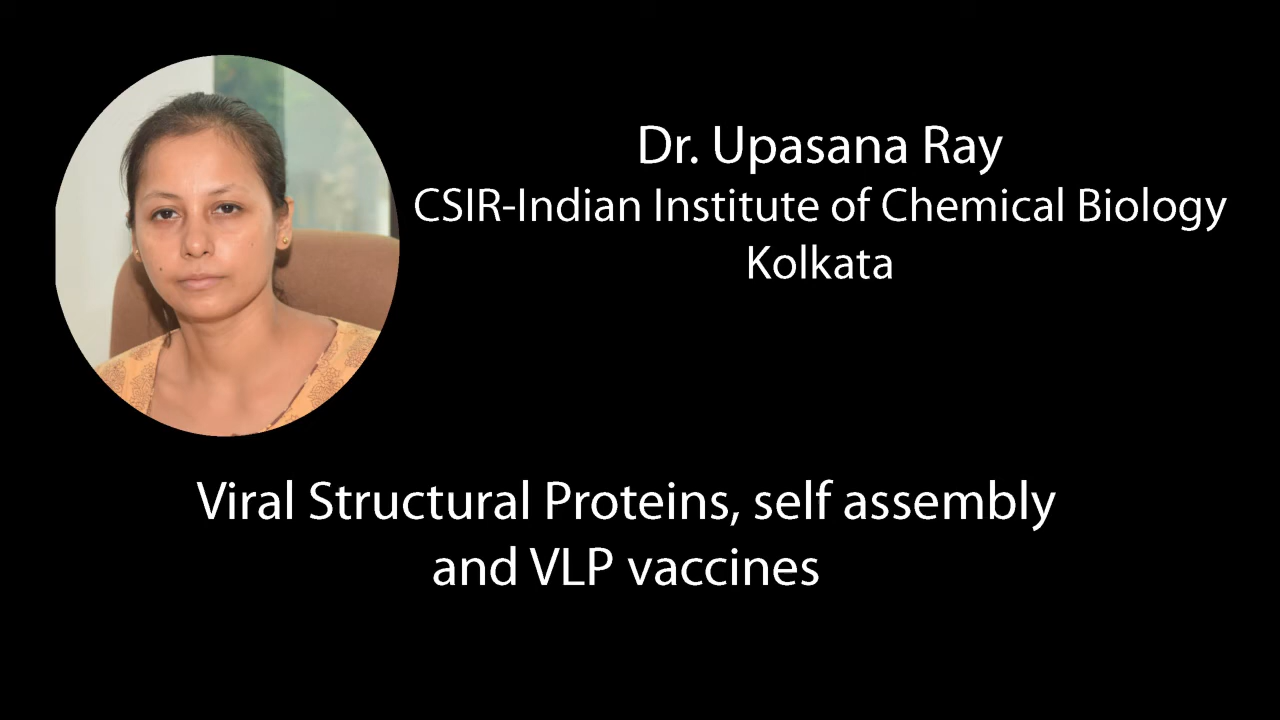 Dr. Upasana Ray
CSIR-Indian Institute of Chemical Biology
Kolkata
Viral Structural Proteins, self assembly
and VLP vaccines